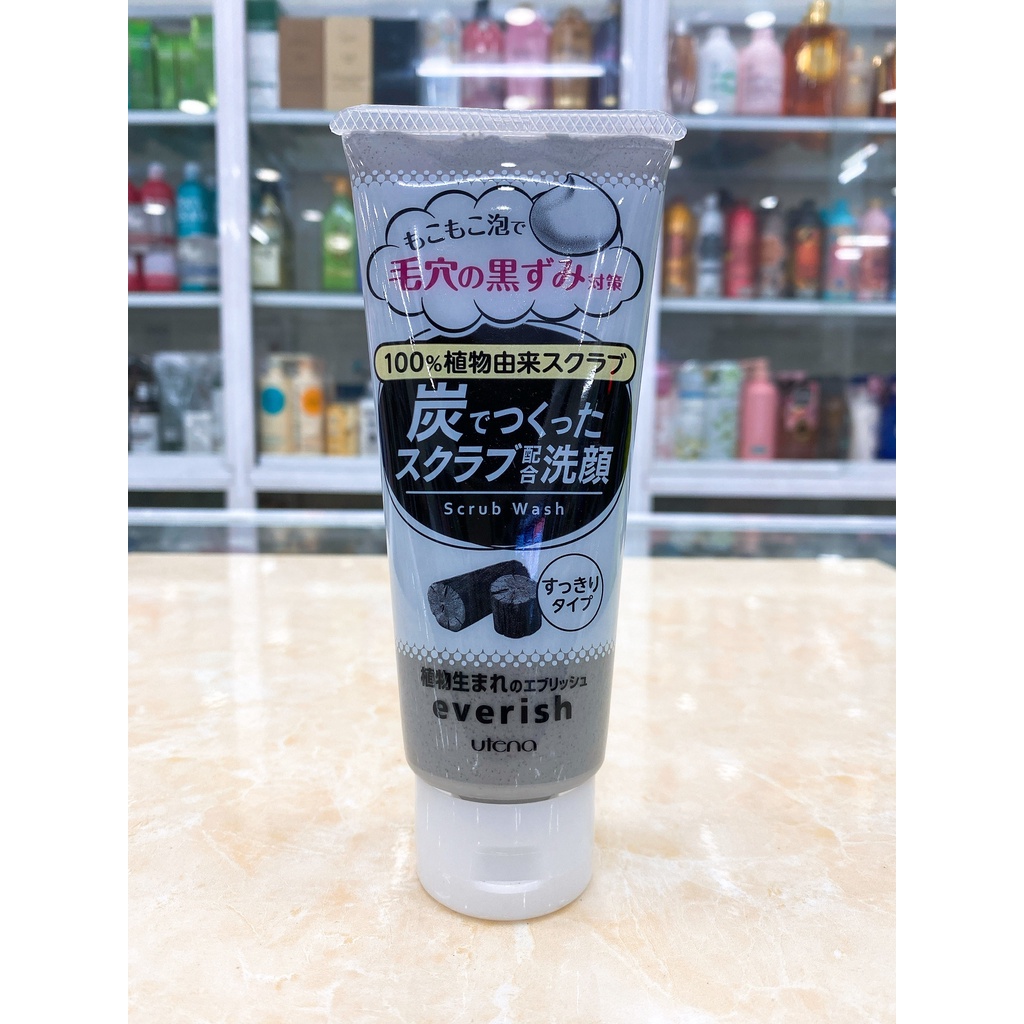 もこもこ泡で
毛穴の黒ずみ対策
100%植物由来スクラブ
炭でつくった
スクラブ配合洗顔
Scrub Wash
すっきり
タイプ
植物生まれのエブリッシュ
everish
utena